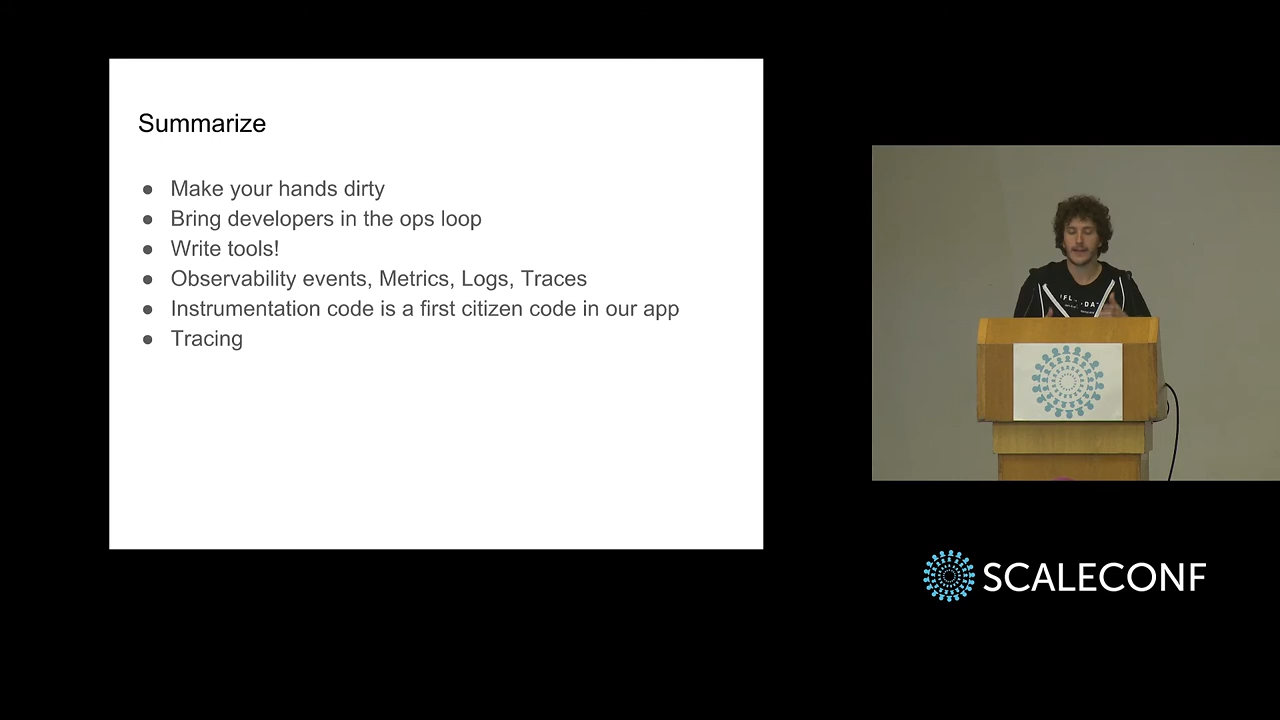 Summarize
● Make your hands dirty
● Bring developers in the ops loop
● Write tools!
● Observability events, Metrics, Logs, Traces
● Instrumentation code is a first citizen code in our app
● Tracing
SCALECONF